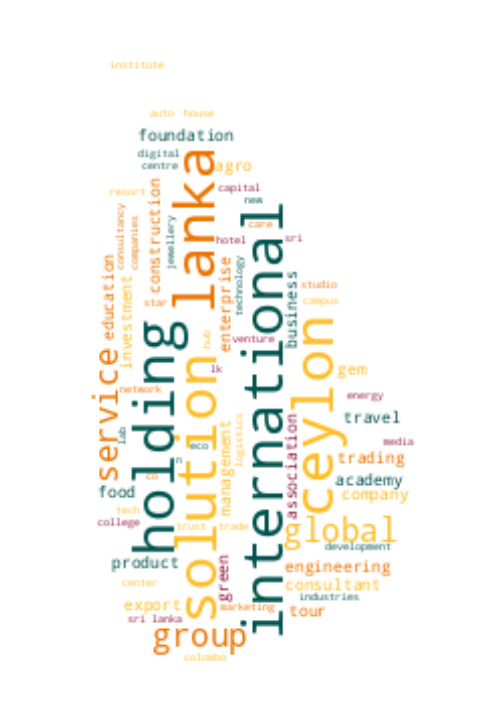 institute
auto house
foundation
digital
centre
agro
lanka
capital
resort
new
construction
consultancy
companies
jewellery
care
international
hotel
sri
education
investment
enterprise
technology
business
studio
star
campus
holding
solution
hub
venture
ceylon
lk
gem
service
network
energy
travel
association
management
logistics
media
lab
eco
n
trading
co
academy
food
company
tech
college
trust
trade
global
development
product
green
engineering
center
consultant
industries
export
marketing
tour
sri lanka
group
colombo